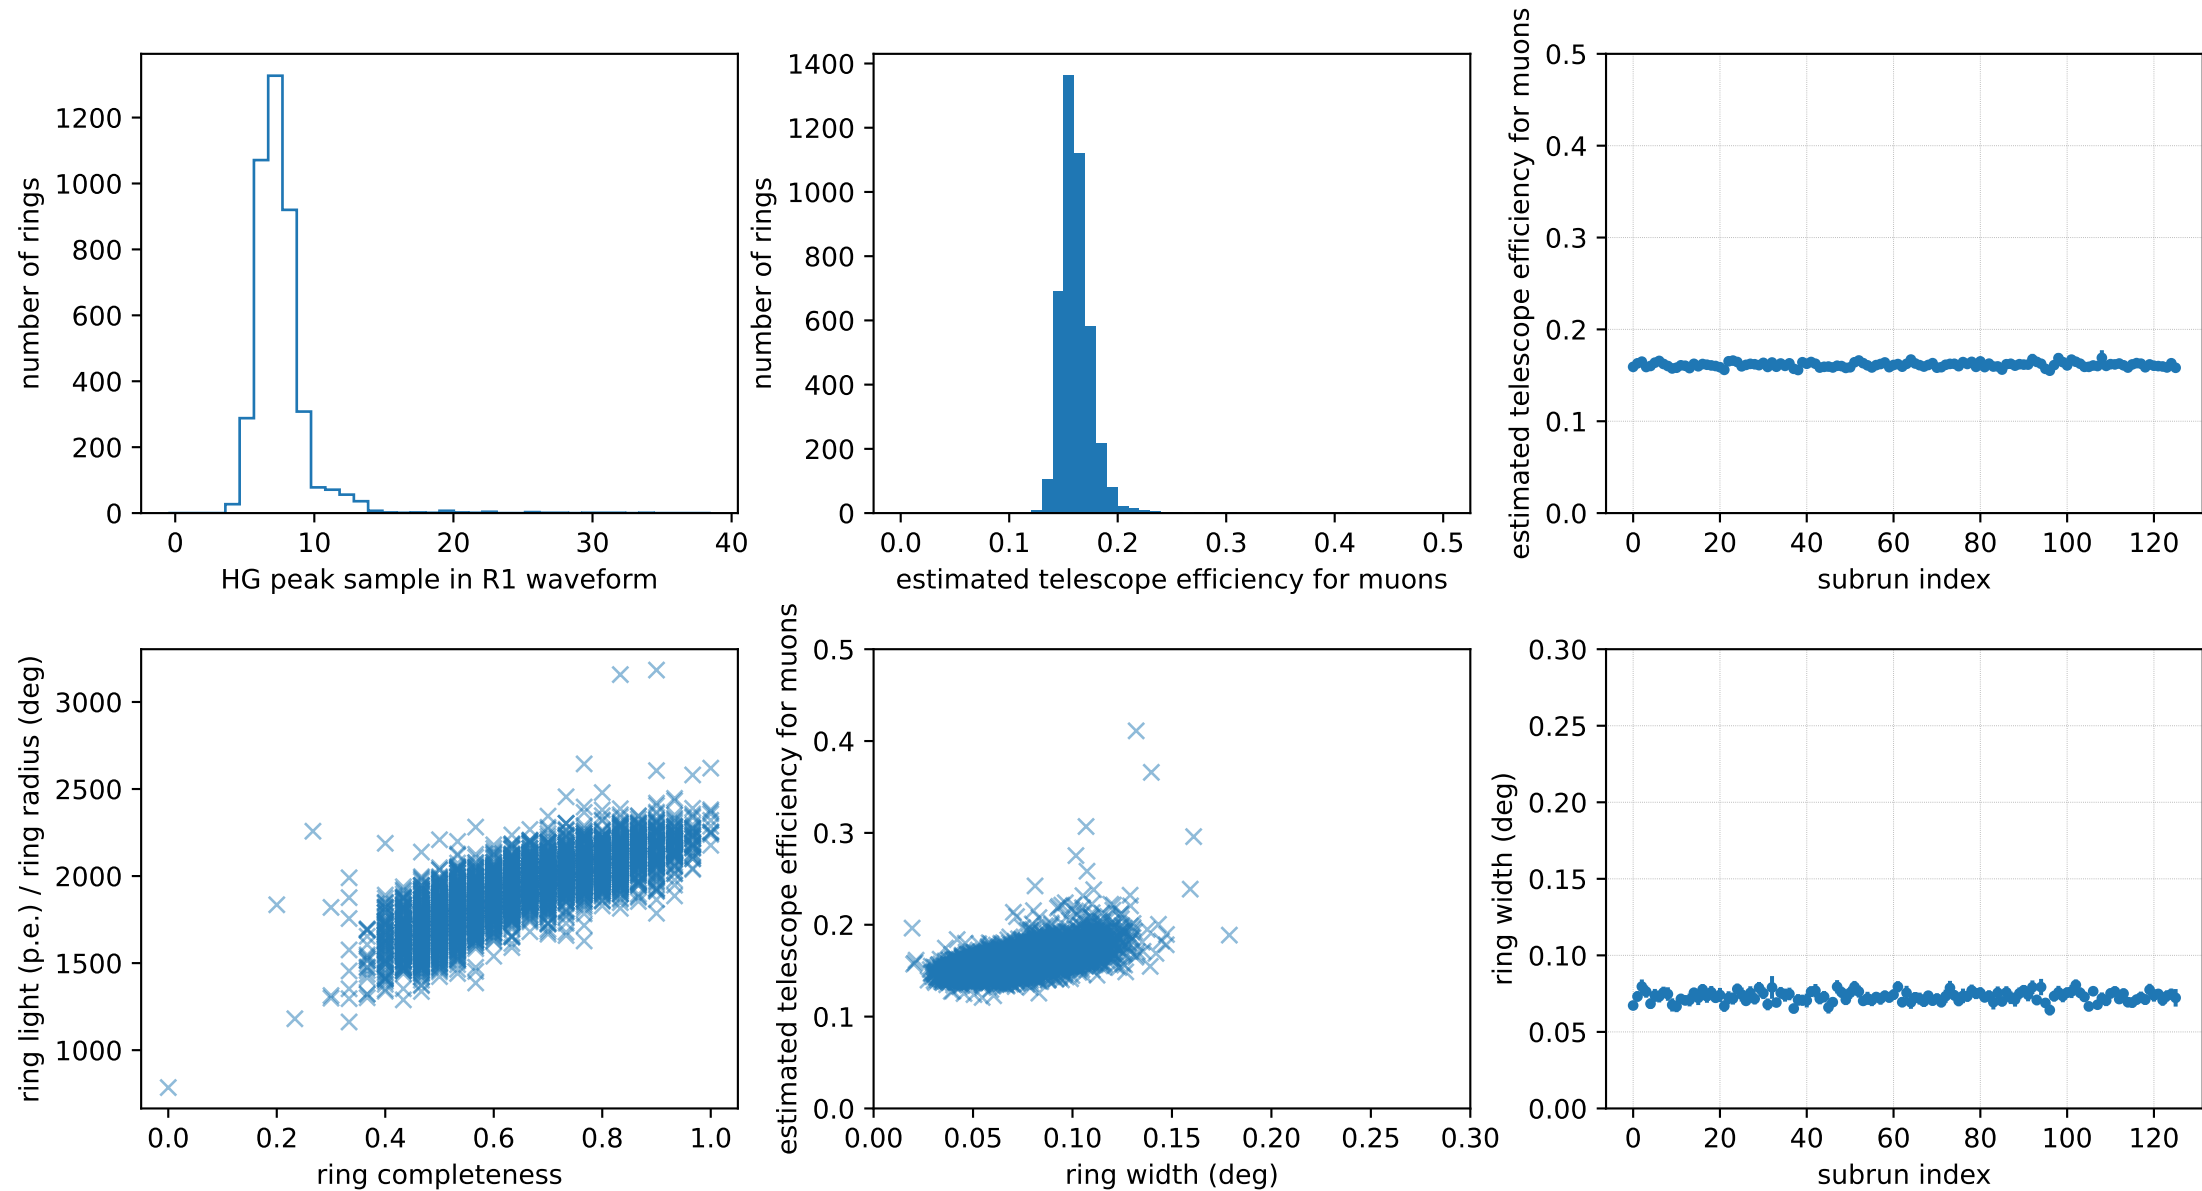 number of rings
1200
1000
800
600
400
200
0
0 10 20 30 40
HG peak sample in R1 waveform
number of rings
1400
1200
1000
800
600
400
200
0
0.0 0.1 0.2 0.3 0.4 0.5
estimated telescope efficiency for muons
estimated telescope efficiency for muons
0.5
0.4
0.3
0.2
0.1
0.0
0 20 40 60 80 100 120
subrun index
ring light (p.e.) / ring radius (deg)
3000
2500
2000
1500
1000
0.0 0.2 0.4 0.6 0.8 1.0
ring completeness
estimated telescope efficiency for muons
0.5
0.4
0.3
0.2
0.1
0.0
0.00 0.05 0.10 0.15 0.20 0.25 0.30
ring width (deg)
ring width (deg)
0.30
0.25
0.20
0.15
0.10
0.05
0.00
0 20 40 60 80 100 120
subrun index